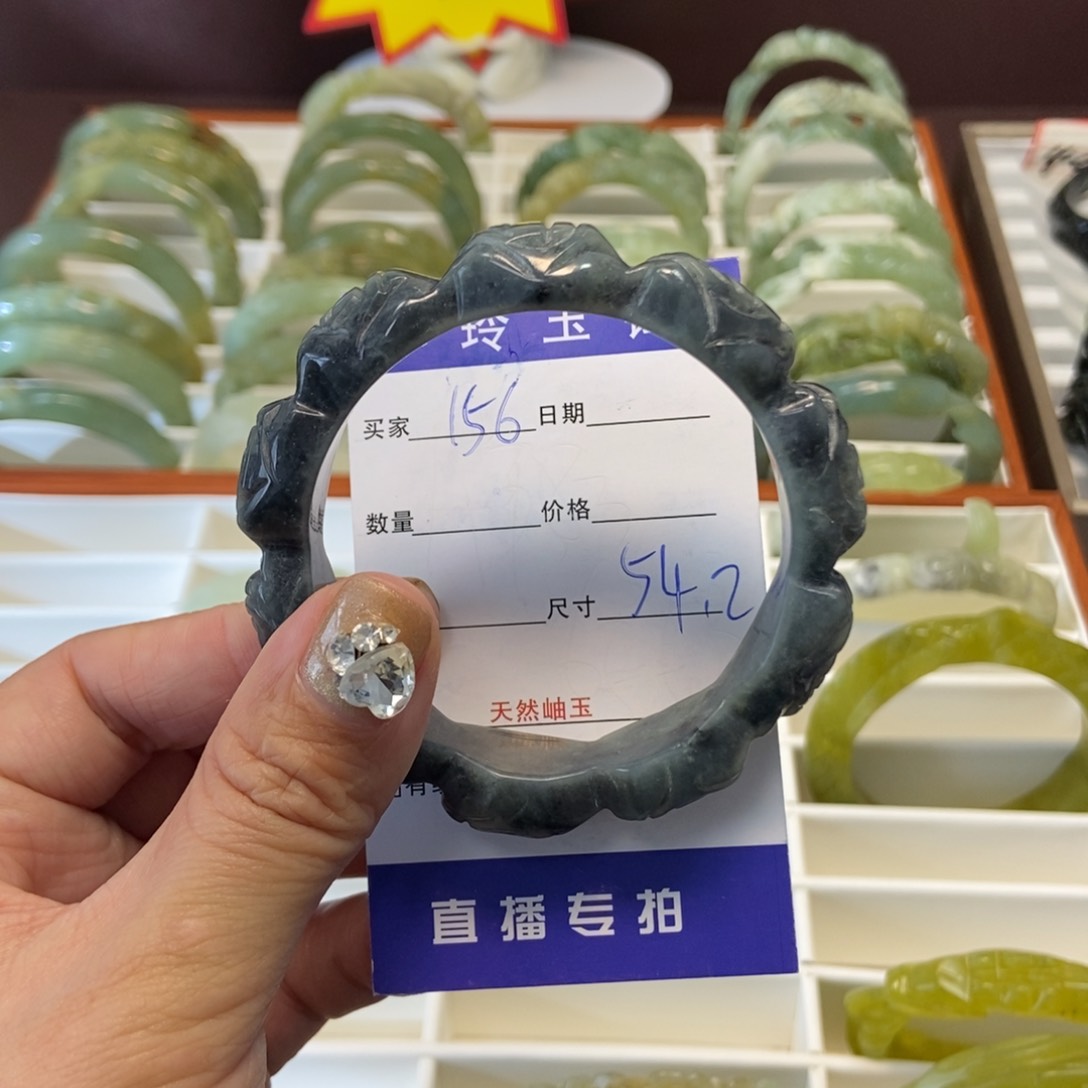 玲玉
买家 156 日期
数量 价格
尺寸 54.2
天然岫玉
直播专拍